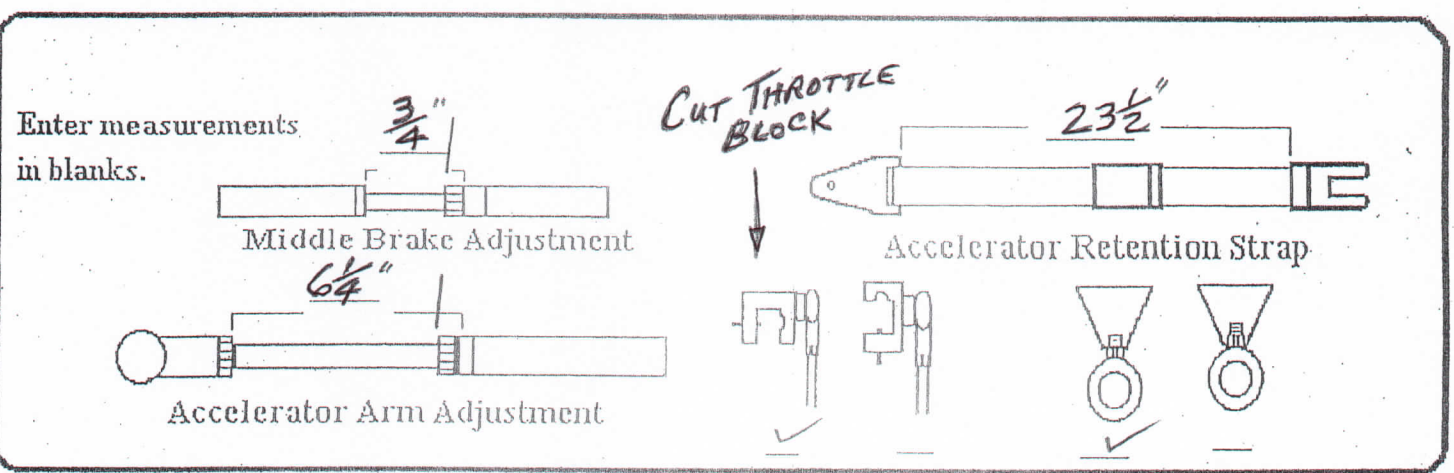 Enter measurements
in blanks.
3/4"
Middle Brake Adjustment
6 1/4"
Accelerator Arm Adjustment
CUT THROTTLE
BLOCK
23 1/2"
Accelerator Retention Strap
✓
✓